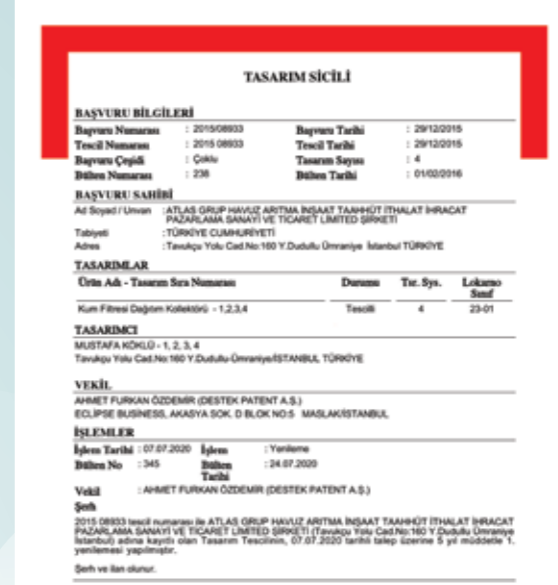 TASARIM SİCİLİ
BAŞVURU BİLGİLERİ
Başvuru Numarası : 2015/08933 Başvuru Tarihi : 29/12/2015
Tescil Numarası : 2015 08933 Tescil Tarihi : 29/12/2015
Başvuru Çeşidi : Çoklu Tasarım Sayısı : 4
Bülten Numarası : 238 Bülten Tarihi : 01/02/2016
BAŞVURU SAHİBİ
Ad Soyad / Unvan : ATLAS GRUP HAVUZ ARITMA İNŞAAT TAAHHÜT İTHALAT İHRACAT
PAZARLAMA SANAYİ VE TİCARET LİMİTED ŞİRKETİ
Tabiyeti : TÜRKİYE CUMHURİYETİ
Adres : Tavukçu Yolu Cad.No:160 Y.Dudullu Ümraniye İstanbul TÜRKİYE
TASARIMLAR
Ürün Adı - Tasarım Sıra Numarası Durumu Tsr. Sys. Lokarno
Sınıf
Kum Filtresi Dağıtım Kollektörü - 1,2,3,4 Tescilli 4 23-01
TASARIMCI
MUSTAFA KÖKLÜ - 1, 2, 3, 4
Tavukçu Yolu Cad.No:160 Y.Dudullu-Ümraniye/İSTANBUL TÜRKİYE
VEKİL
AHMET FURKAN ÖZDEMİR (DESTEK PATENT A.Ş.)
ECLİPSE BUSİNESS, AKASYA SOK. D BLOK NO:5 MASLAK/İSTANBUL
İŞLEMLER
İşlem Tarihi : 07.07.2020 İşlem : Yenileme
Bülten No : 345 Bülten : 24.07.2020
Tarihi
Vekil : AHMET FURKAN ÖZDEMİR (DESTEK PATENT A.Ş.)
Şerh
2015 08933 tescil numarası ile ATLAS GRUP HAVUZ ARITMA İNŞAAT TAAHHÜT İTHALAT İHRACAT
PAZARLAMA SANAYİ VE TİCARET LİMİTED ŞİRKETİ (Tavukçu Yolu Cad.No:160 Y.Dudullu Ümraniye
İstanbul) adına kayıtlı olan Tasarım Tescilinin, 07.07.2020 tarihli talep üzerine 5 yıl müddetle 1.
yenilemesi yapılmıştır.
Şerh ve ilan olunur.